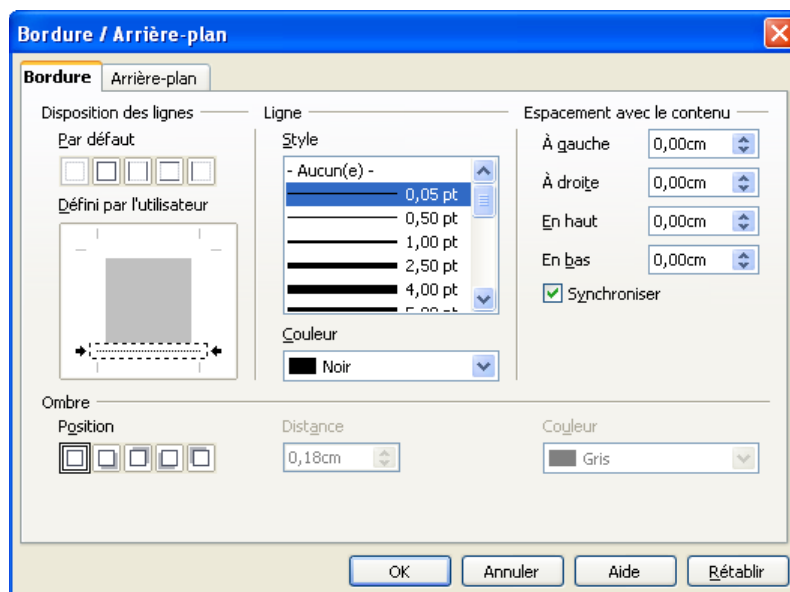 Bordure / Arrière-plan
Bordure
Arrière-plan
Disposition des lignes
Par défaut
Défini par l'utilisateur
Ligne
Style
- Aucun(e) -
0,05 pt
0,50 pt
1,00 pt
2,50 pt
4,00 pt
Couleur
Noir
Espacement avec le contenu
À gauche
0,00cm
À droite
0,00cm
En haut
0,00cm
En bas
0,00cm
Synchroniser
Ombre
Position
Distance
0,18cm
Couleur
Gris
OK
Annuler
Aide
Rétablir